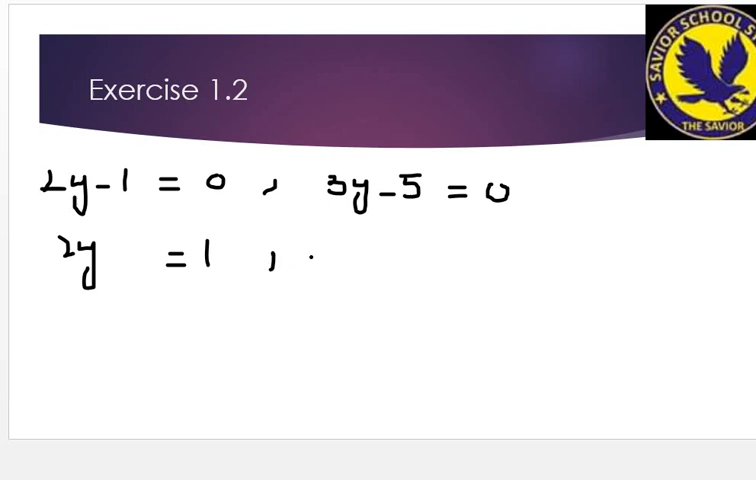 Exercise 1.2
SAVIOR SCHOOL S
THE SAVIOR
2y - 1 = 0 , 3y - 5 = 0
2y = 1 ,